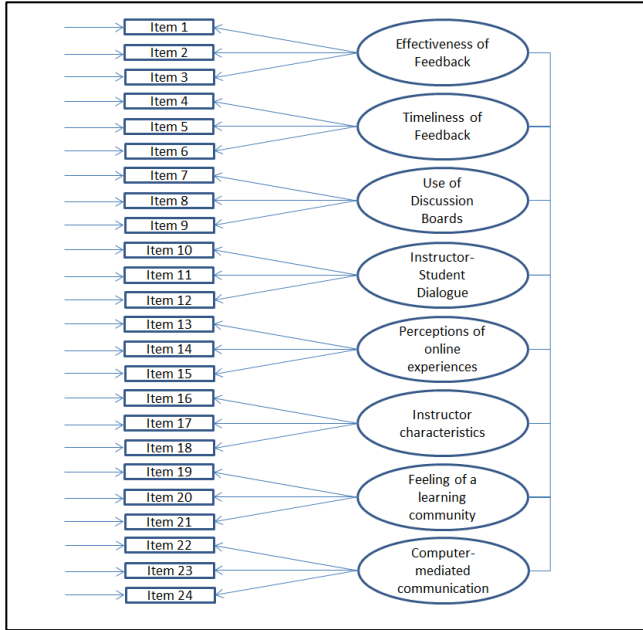 Item 1
Item 2
Item 3
Item 4
Item 5
Item 6
Item 7
Item 8
Item 9
Item 10
Item 11
Item 12
Item 13
Item 14
Item 15
Item 16
Item 17
Item 18
Item 19
Item 20
Item 21
Item 22
Item 23
Item 24
Effectiveness of
Feedback
Timeliness of
Feedback
Use of
Discussion
Boards
Instructor-
Student
Dialogue
Perceptions of
online
experiences
Instructor
characteristics
Feeling of a
learning
community
Computer-
mediated
communication